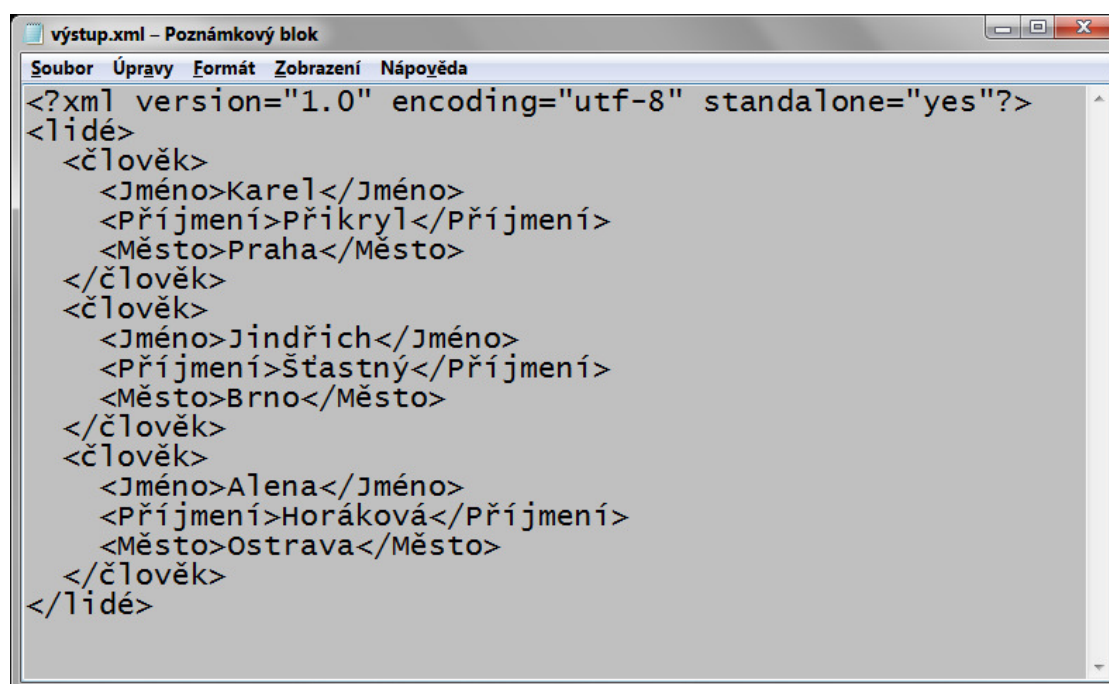 výstup.xml – Poznámkový blok
Soubor Úpravy Formát Zobrazení Nápověda
<?xml version="1.0" encoding="utf-8" standalone="yes"?>
<lidé>
  <člověk>
    <Jméno>Karel</Jméno>
    <Příjmení>Přikryl</Příjmení>
    <Město>Praha</Město>
  </člověk>
  <člověk>
    <Jméno>Jindřich</Jméno>
    <Příjmení>Šťastný</Příjmení>
    <Město>Brno</Město>
  </člověk>
  <člověk>
    <Jméno>Alena</Jméno>
    <Příjmení>Horáková</Příjmení>
    <Město>Ostrava</Město>
  </člověk>
</lidé>